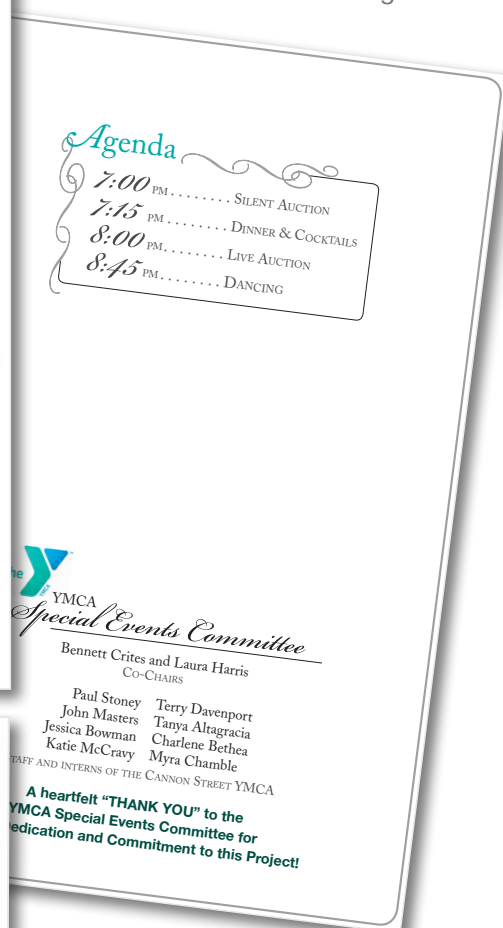 Agenda
7:00 PM ........ Silent Auction
7:15 PM ........ Dinner & Cocktails
8:00 PM ........ Live Auction
8:45 PM ........ Dancing
he
YMCA
Special Events Committee
Bennett Crites and Laura Harris
Co-Chairs
Paul Stoney Terry Davenport
John Masters Tanya Altagracia
Jessica Bowman Charlene Bethea
Katie McCravy Myra Chamble
taff and interns of the Cannon Street YMCA
A heartfelt “THANK YOU” to the
YMCA Special Events Committee for
edication and Commitment to this Project!